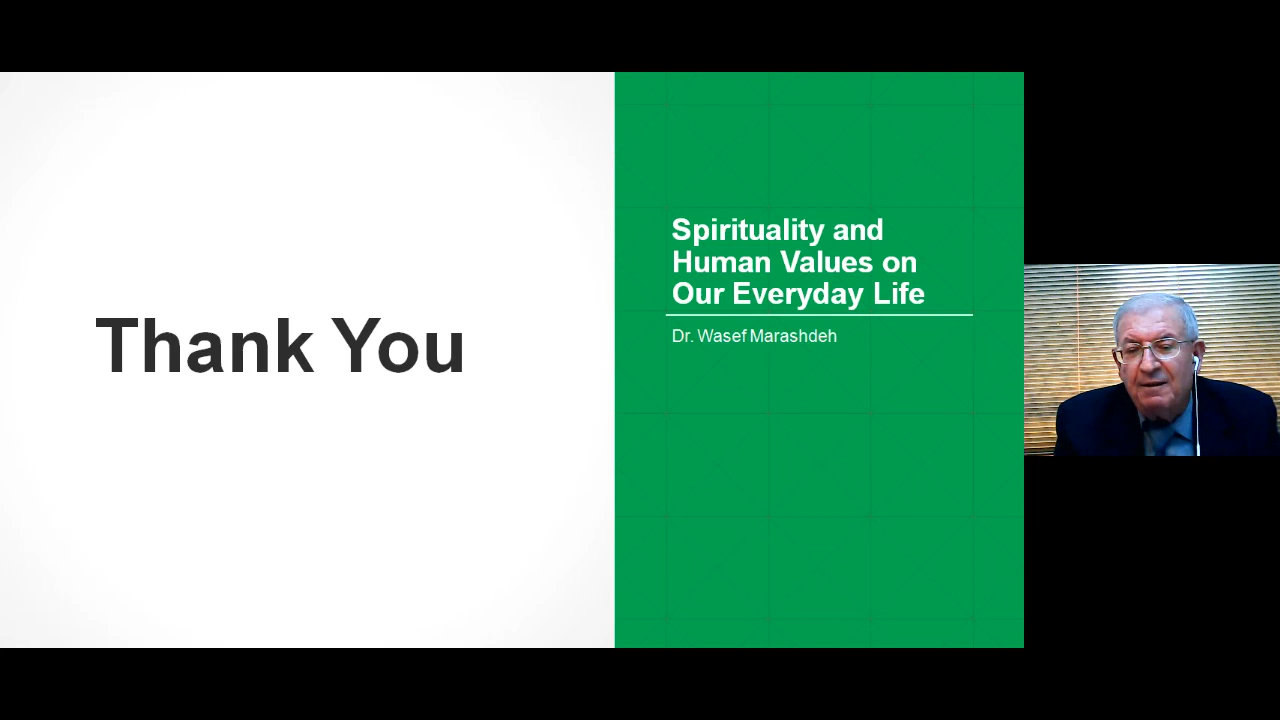 Thank You
Spirituality and
Human Values on
Our Everyday Life
Dr. Wasef Marashdeh